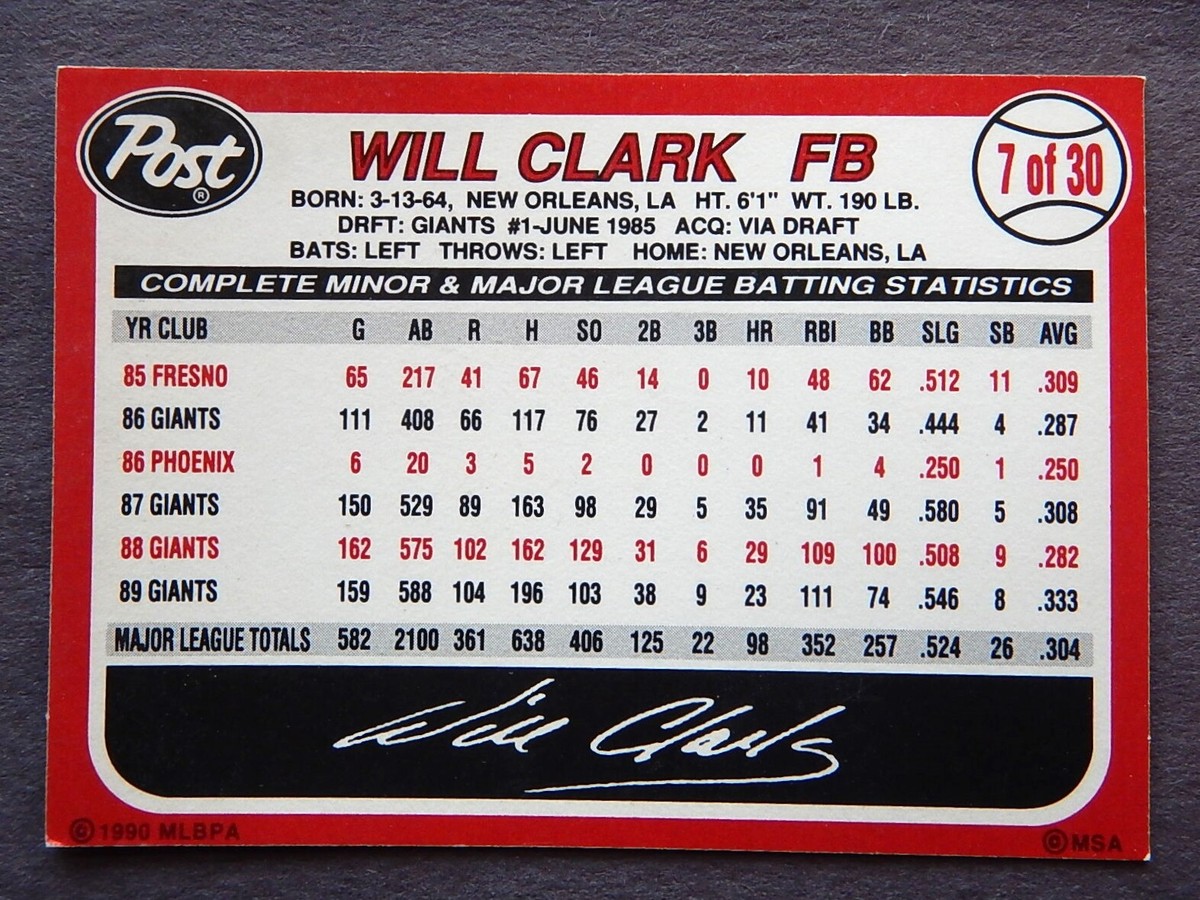 Post®
WILL CLARK FB
7 of 30
BORN: 3-13-64, NEW ORLEANS, LA HT. 6'1" WT. 190 LB.
DRFT: GIANTS #1-JUNE 1985 ACQ: VIA DRAFT
BATS: LEFT THROWS: LEFT HOME: NEW ORLEANS, LA
COMPLETE MINOR & MAJOR LEAGUE BATTING STATISTICS
YR CLUB G AB R H SO 2B 3B HR RBI BB SLG SB AVG
85 FRESNO 65 217 41 67 46 14 0 10 48 62 .512 11 .309
86 GIANTS 111 408 66 117 76 27 2 11 41 34 .444 4 .287
86 PHOENIX 6 20 3 5 2 0 0 0 1 4 .250 1 .250
87 GIANTS 150 529 89 163 98 29 5 35 91 49 .580 5 .308
88 GIANTS 162 575 102 162 129 31 6 29 109 100 .508 9 .282
89 GIANTS 159 588 104 196 103 38 9 23 111 74 .546 8 .333
MAJOR LEAGUE TOTALS 582 2100 361 638 406 125 22 98 352 257 .524 26 .304
Will Clark
© 1990 MLBPA
© MSA